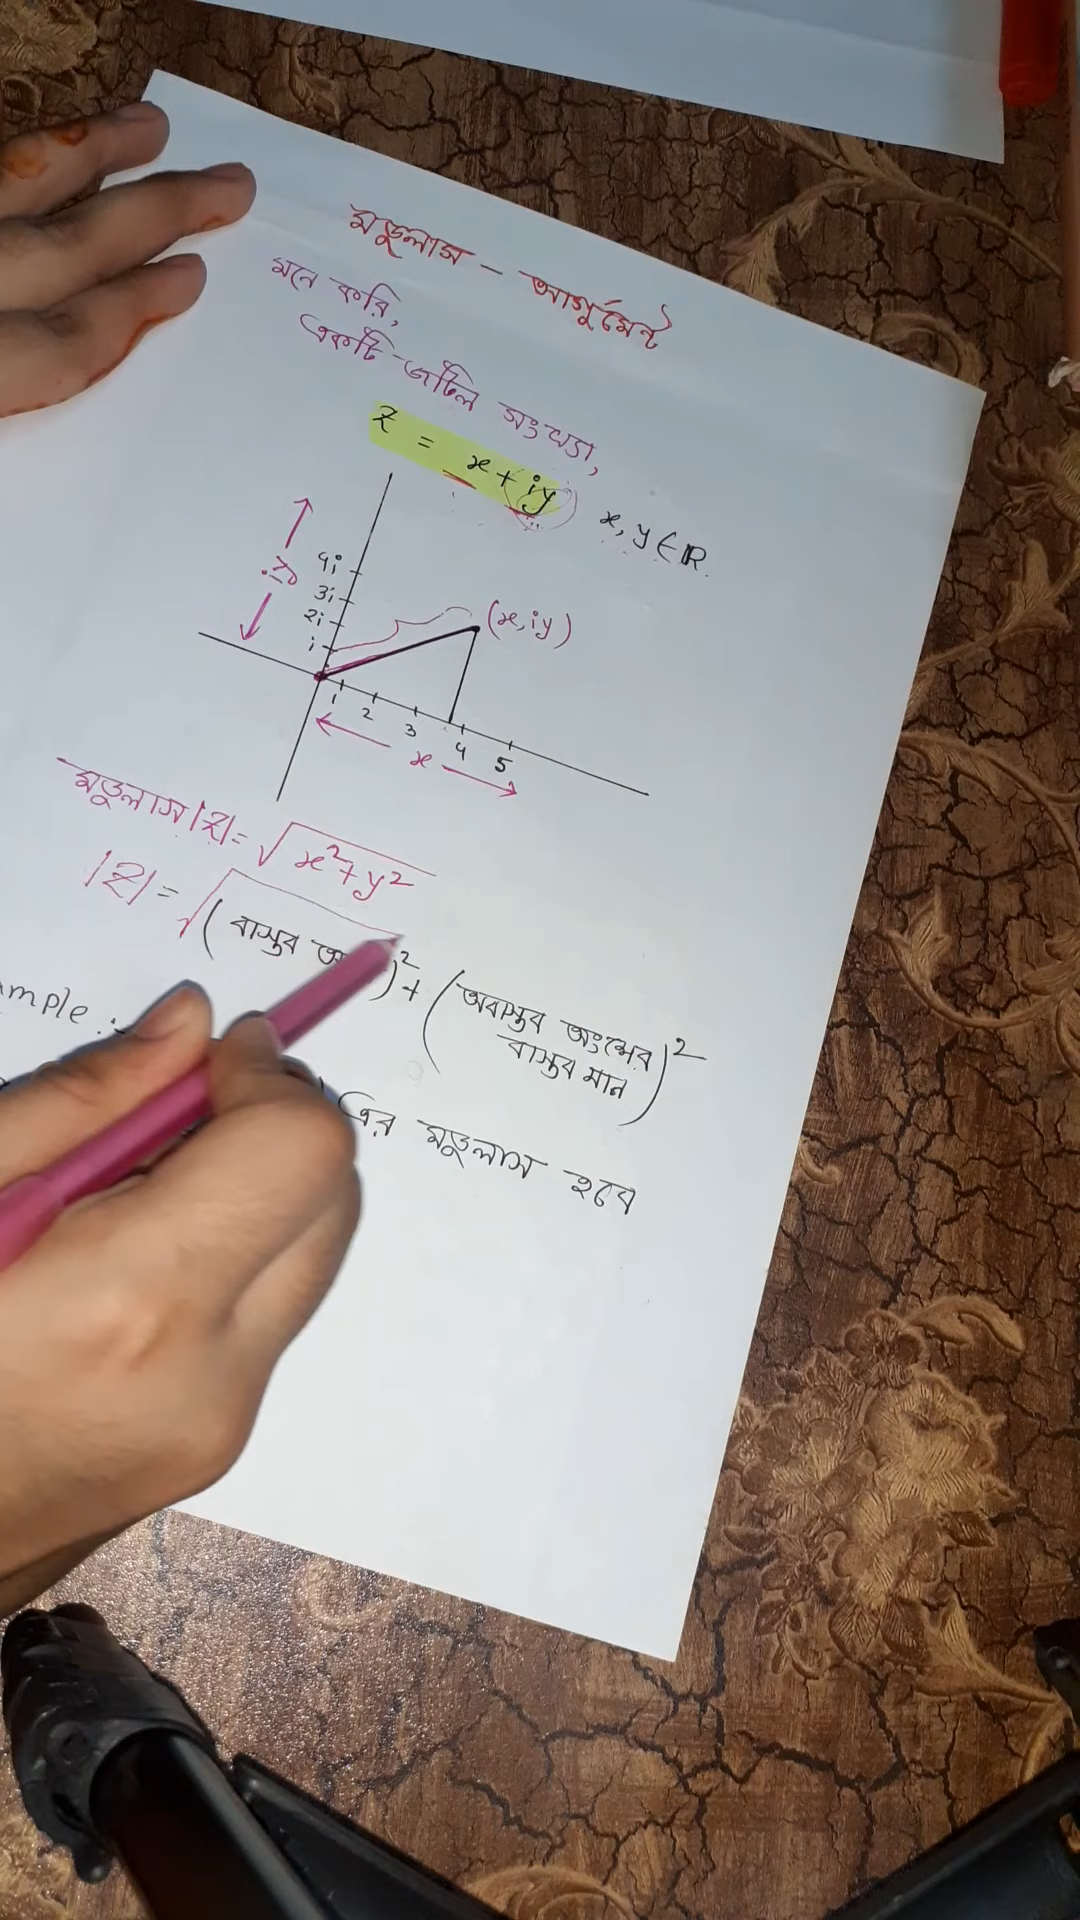 মডুলাস - আর্গুমেন্ট
মনে করি,
একটি জটিল সংখ্যা,
z = x + iy x, y ∈ ℝ.
4i
3i
2i
i
(x, iy)
1 2 3 4 5
x
মডুলাস |z| = √x²+y²
|z| = √(বাস্তব )² + (অবাস্তব অংশের বাস্তব মান)²
এর মডুলাস হবে